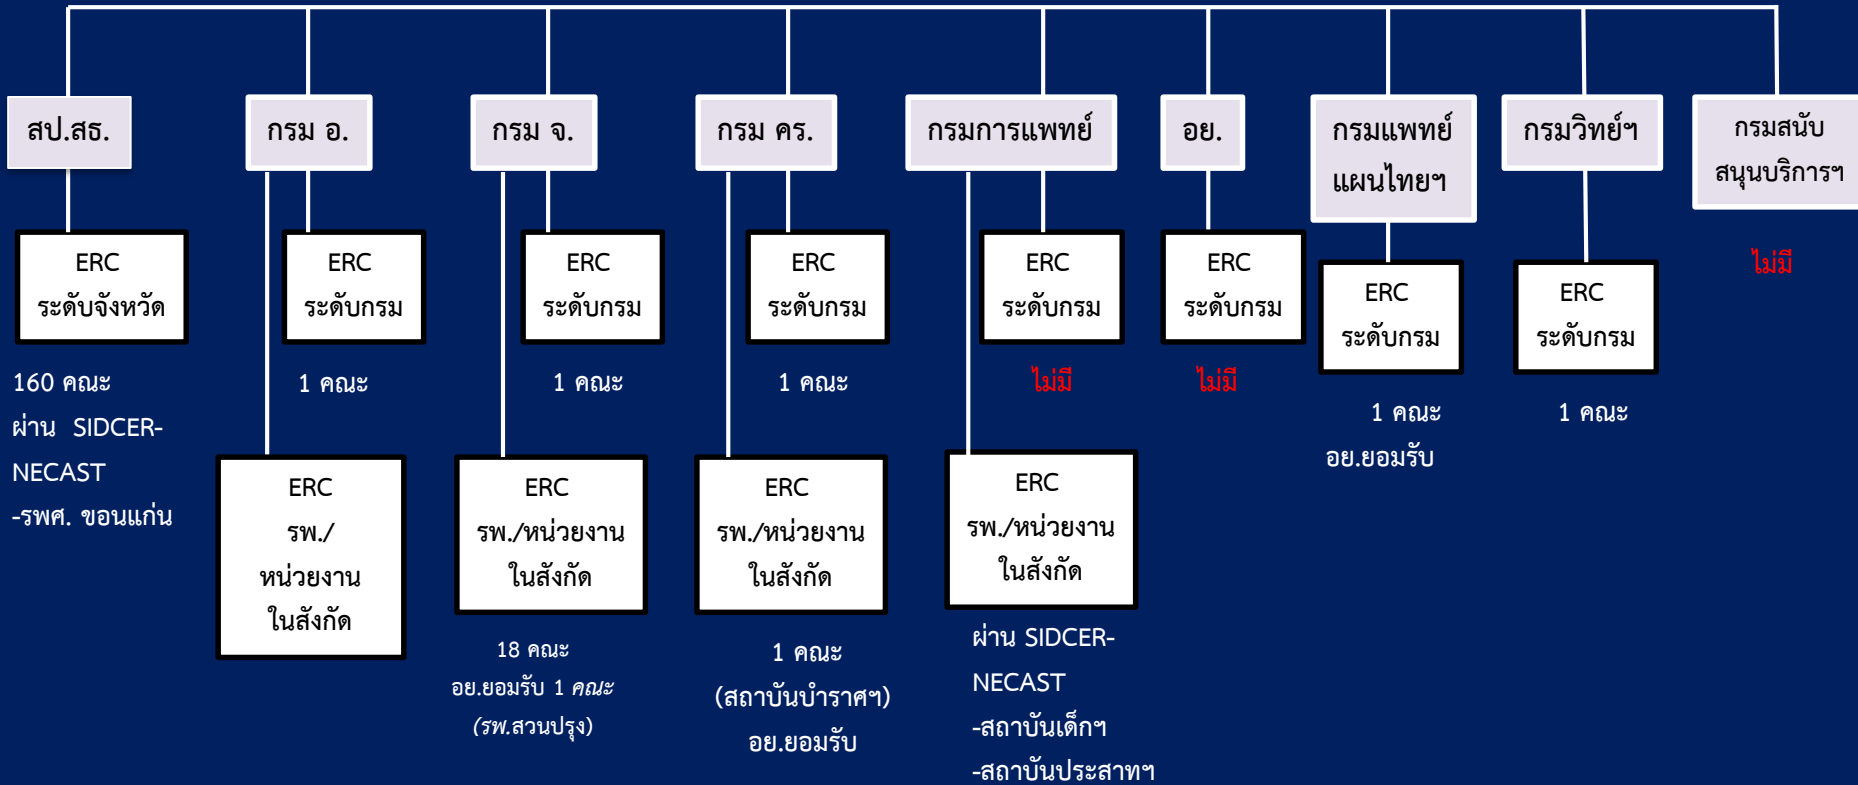 สป.สธ.
กรม อ.
กรม จ.
กรม คร.
กรมการแพทย์
อย.
กรมแพทย์
แผนไทยฯ
กรมวิทย์ฯ
กรมสนับ
สนุนบริการฯ
ERC
ระดับจังหวัด
ERC
ระดับกรม
ERC
ระดับกรม
ERC
ระดับกรม
ERC
ระดับกรม
ERC
ระดับกรม
ERC
ระดับกรม
ERC
ระดับกรม
ไม่มี
160 คณะ
ผ่าน SIDCER-
NECAST
-รพศ. ขอนแก่น
1 คณะ
1 คณะ
1 คณะ
ไม่มี
ไม่มี
1 คณะ
อย.ยอมรับ
1 คณะ
ERC
รพ./
หน่วยงาน
ในสังกัด
ERC
รพ./หน่วยงาน
ในสังกัด
ERC
รพ./หน่วยงาน
ในสังกัด
ERC
รพ./หน่วยงาน
ในสังกัด
18 คณะ
อย.ยอมรับ 1 คณะ
(รพ.สวนปรุง)
1 คณะ
(สถาบันบำราศฯ)
อย.ยอมรับ
ผ่าน SIDCER-
NECAST
-สถาบันเด็กฯ
-สถาบันประสาทฯ